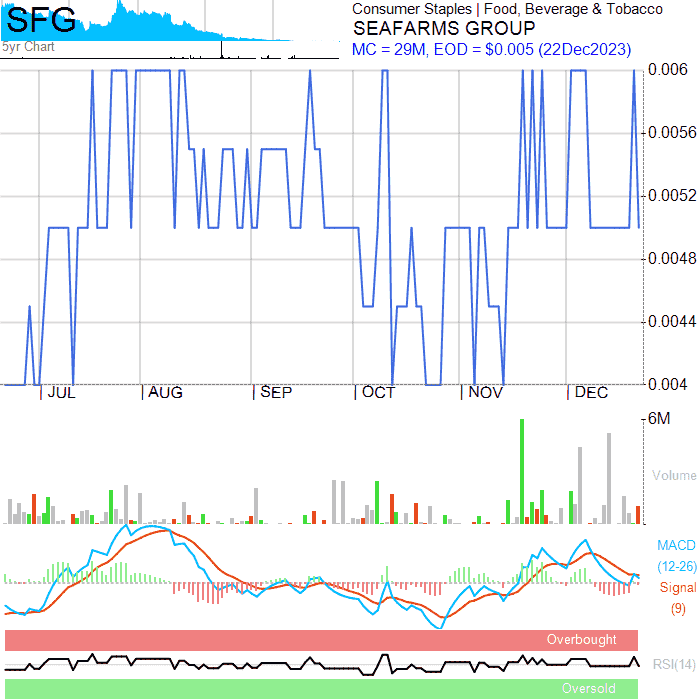 SFG
5yr Chart
Consumer Staples | Food, Beverage & Tobacco
SEAFARMS GROUP
MC = 29M, EOD = $0.005 (22Dec2023)
0.006
0.0056
0.0052
0.0048
0.0044
0.004
JUL
AUG
SEP
OCT
NOV
DEC
6M
Volume
MACD
(12-26)
Signal
(9)
Overbought
RSI(14)
Oversold